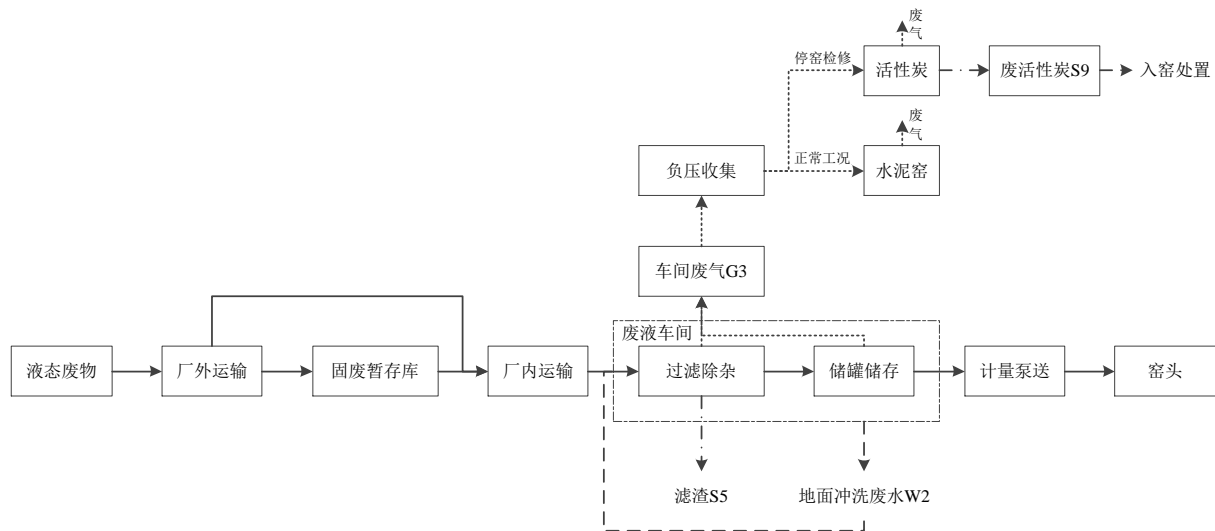 废
气
停窑检修
活性炭
废活性炭S9
入窑处置
废
气
负压收集
正常工况
水泥窑
车间废气G3
废液车间
液态废物
厂外运输
固废暂存库
厂内运输
过滤除杂
储罐储存
计量泵送
窑头
滤渣S5
地面冲洗废水W2